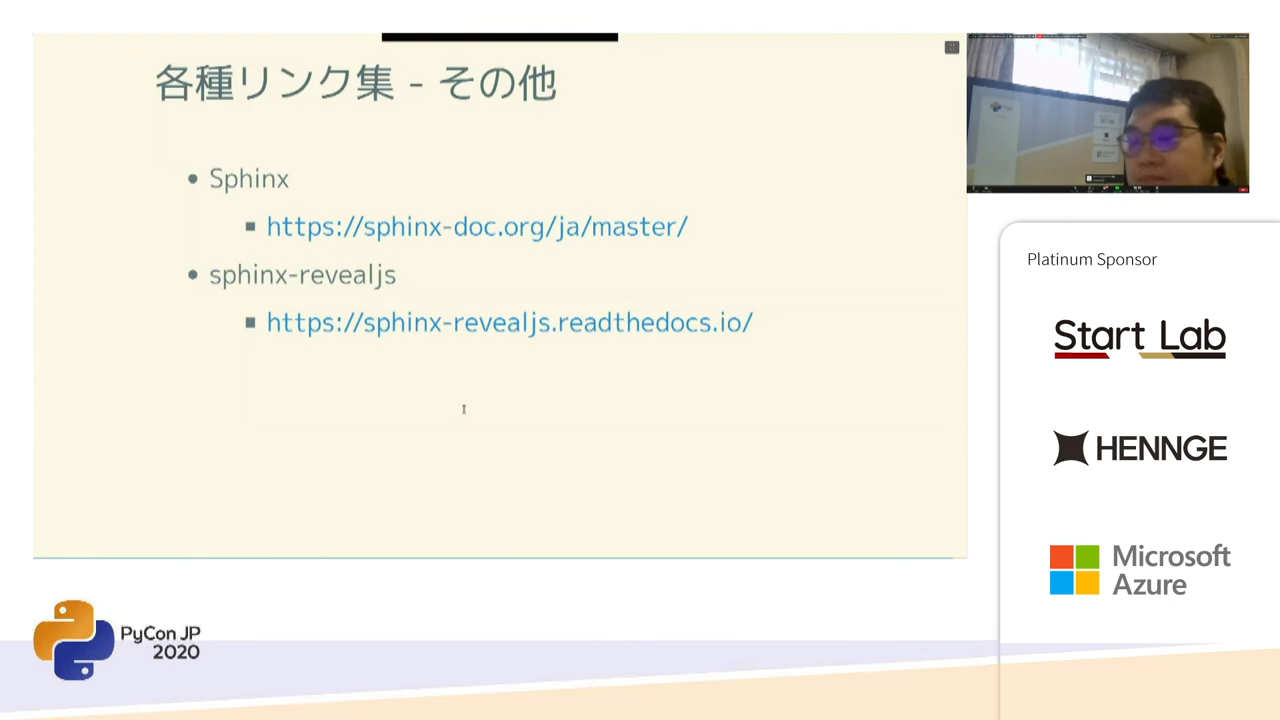 各種リンク集 - その他
Sphinx
https://sphinx-doc.org/ja/master/
sphinx-revealjs
https://sphinx-revealjs.readthedocs.io/
Platinum Sponsor
Start Lab
HENNGE
Microsoft
Azure
PyCon JP
2020